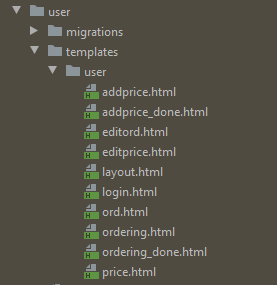 user
migrations
templates
user
addprice.html
addprice_done.html
editord.html
editprice.html
layout.html
login.html
ord.html
ordering.html
ordering_done.html
price.html